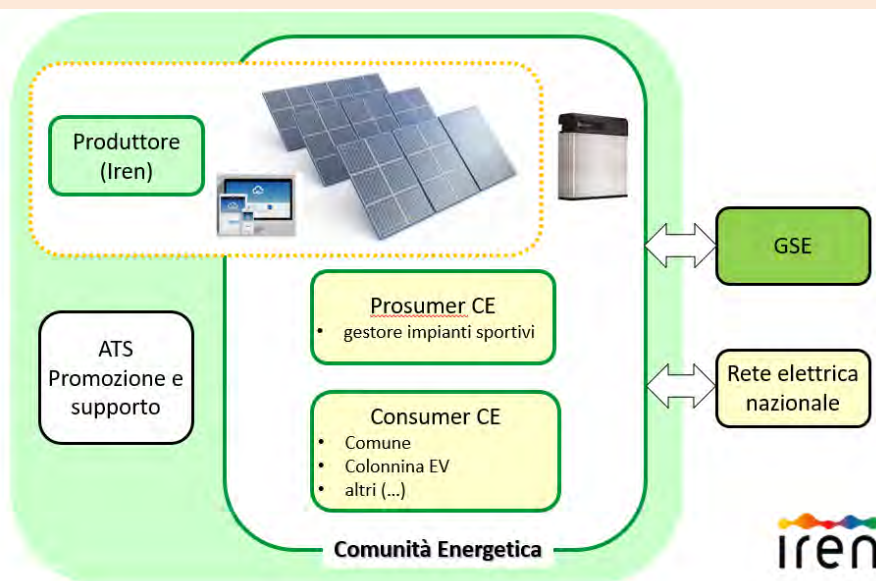 Produttore
(Iren)
GSE
Prosumer CE
• gestore impianti sportivi
ATS
Promozione e
supporto
Rete elettrica
nazionale
Consumer CE
• Comune
• Colonnina EV
• altri (...)
Comunità Energetica
iren